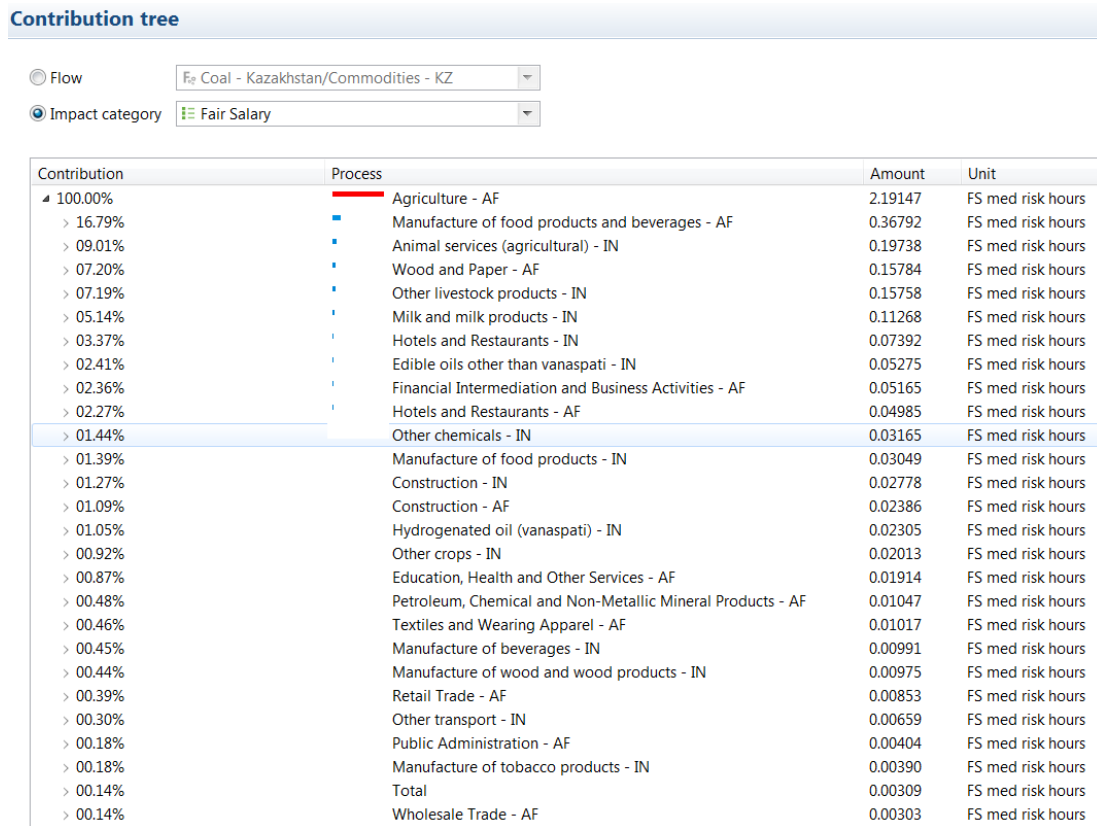 Contribution tree
Flow Fe Coal - Kazakhstan/Commodities - KZ
Impact category Fair Salary
Contribution Process Amount Unit
100.00% Agriculture - AF 2.19147 FS med risk hours
16.79% Manufacture of food products and beverages - AF 0.36792 FS med risk hours
09.01% Animal services (agricultural) - IN 0.19738 FS med risk hours
07.20% Wood and Paper - AF 0.15784 FS med risk hours
07.19% Other livestock products - IN 0.15758 FS med risk hours
05.14% Milk and milk products - IN 0.11268 FS med risk hours
03.37% Hotels and Restaurants - IN 0.07392 FS med risk hours
02.41% Edible oils other than vanaspati - IN 0.05275 FS med risk hours
02.36% Financial Intermediation and Business Activities - AF 0.05165 FS med risk hours
02.27% Hotels and Restaurants - AF 0.04985 FS med risk hours
01.44% Other chemicals - IN 0.03165 FS med risk hours
01.39% Manufacture of food products - IN 0.03049 FS med risk hours
01.27% Construction - IN 0.02778 FS med risk hours
01.09% Construction - AF 0.02386 FS med risk hours
01.05% Hydrogenated oil (vanaspati) - IN 0.02305 FS med risk hours
00.92% Other crops - IN 0.02013 FS med risk hours
00.87% Education, Health and Other Services - AF 0.01914 FS med risk hours
00.48% Petroleum, Chemical and Non-Metallic Mineral Products - AF 0.01047 FS med risk hours
00.46% Textiles and Wearing Apparel - AF 0.01017 FS med risk hours
00.45% Manufacture of beverages - IN 0.00991 FS med risk hours
00.44% Manufacture of wood and wood products - IN 0.00975 FS med risk hours
00.39% Retail Trade - AF 0.00853 FS med risk hours
00.30% Other transport - IN 0.00659 FS med risk hours
00.18% Public Administration - AF 0.00404 FS med risk hours
00.18% Manufacture of tobacco products - IN 0.00390 FS med risk hours
00.14% Total 0.00309 FS med risk hours
00.14% Wholesale Trade - AF 0.00303 FS med risk hours